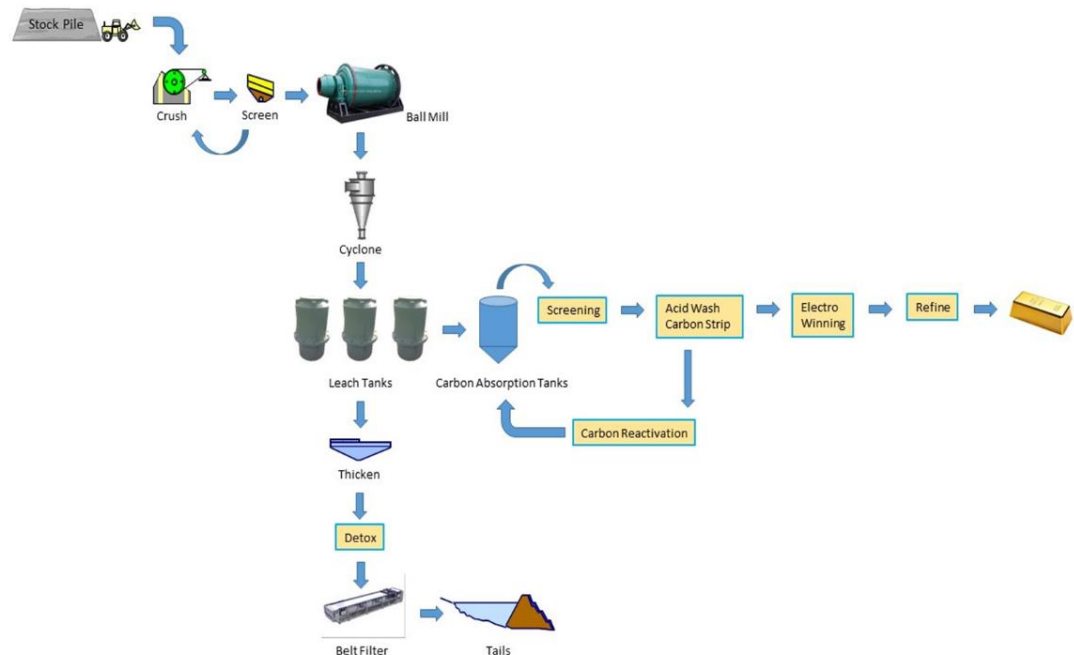 Stock Pile
Crush
Screen
Ball Mill
Cyclone
Leach Tanks
Carbon Absorption Tanks
Screening
Acid Wash
Carbon Strip
Electro
Winning
Refine
Carbon Reactivation
Thicken
Detox
Belt Filter
Tails